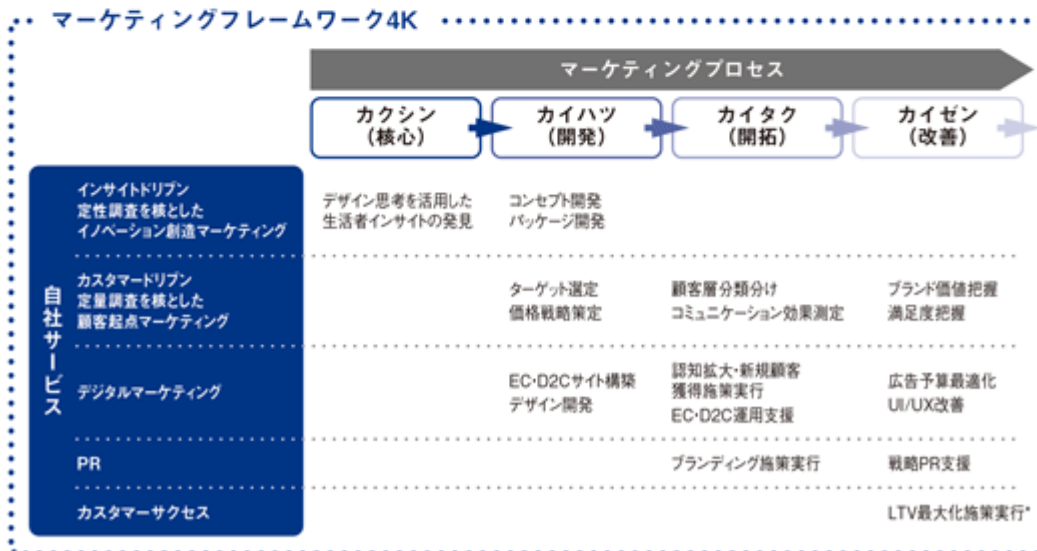 マーケティングフレームワーク4K
マーケティングプロセス
カクシン
(核心)
カイハツ
(開発)
カイタク
(開拓)
カイゼン
(改善)
自社サービス
インサイトドリブン
定性調査を核とした
イノベーション創造マーケティング
デザイン思考を活用した
生活者インサイトの発見
コンセプト開発
パッケージ開発
カスタマードリブン
定量調査を核とした
顧客起点マーケティング
ターゲット選定
価格戦略策定
顧客層分類分け
コミュニケーション効果測定
ブランド価値把握
満足度把握
デジタルマーケティング
EC・D2Cサイト構築
デザイン開発
認知拡大・新規顧客
獲得施策実行
EC・D2C運用支援
広告予算最適化
UI/UX改善
PR
ブランディング施策実行
戦略PR支援
カスタマーサクセス
LTV最大化施策実行*